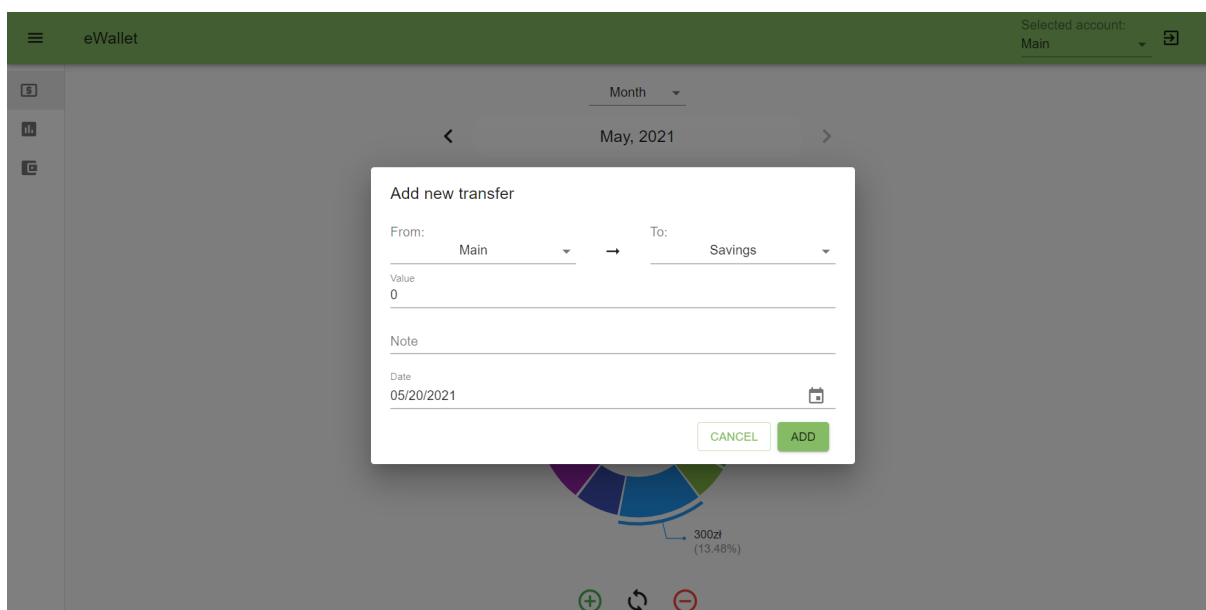 eWallet
Selected account:
Main
Month
May, 2021
Add new transfer
From:
To:
Main
Savings
Value
0
Note
Date
05/20/2021
CANCEL
ADD
300zł
(13.48%)